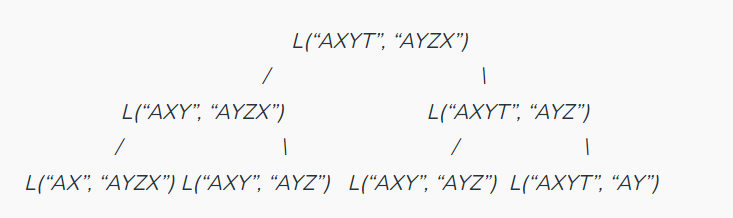 L(“AXYT”, “AYZX”)
/ \
L(“AXY”, “AYZX”) L(“AXYT”, “AYZ”)
/ \ / \
L(“AX”, “AYZX”) L(“AXY”, “AYZ”) L(“AXY”, “AYZ”) L(“AXYT”, “AY”)